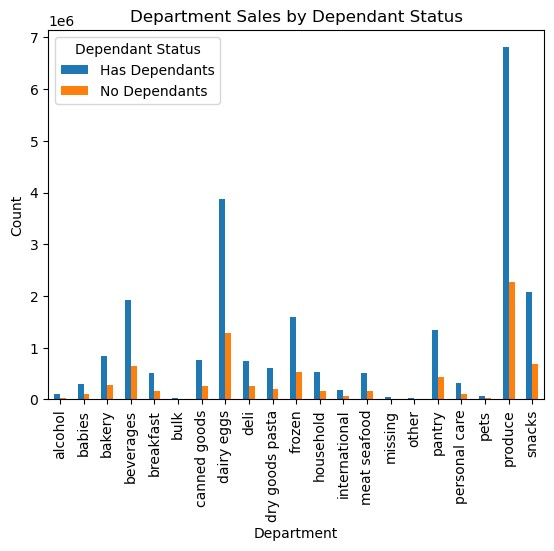 Department Sales by Dependant Status
1e6
Dependant Status
Has Dependants
No Dependants
7
6
5
4
3
2
1
0
Count
alcohol
babies
bakery
beverages
breakfast
bulk
canned goods
dairy eggs
deli
dry goods pasta
frozen
household
international
meat seafood
missing
other
pantry
personal care
pets
produce
snacks
Department